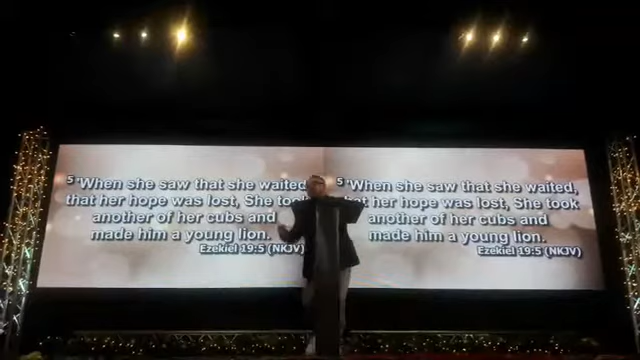 5 'When she saw that she waited,
that her hope was lost, She took
another of her cubs and
made him a young lion.
Ezekiel 19:5 (NKJV)
5 'When she saw that she waited,
that her hope was lost, She took
another of her cubs and
made him a young lion.
Ezekiel 19:5 (NKJV)